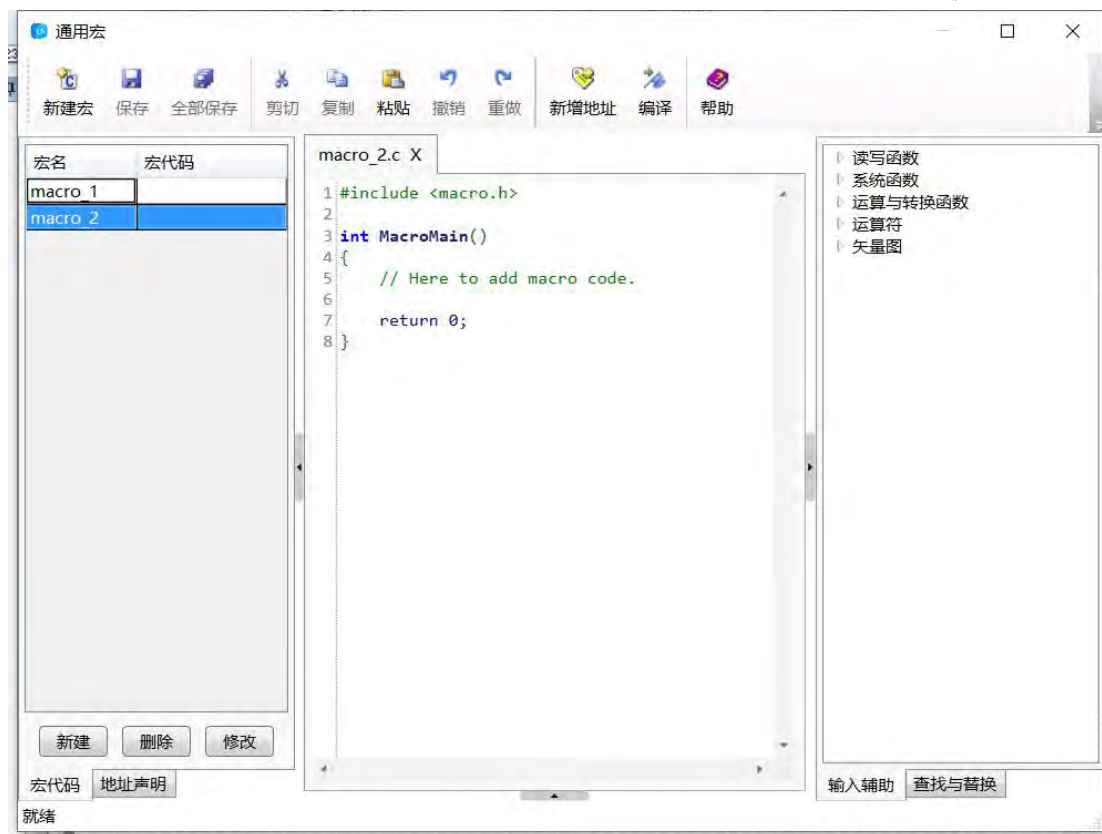 通用宏
新建宏 保存 全部保存 剪切 复制 粘贴 撤销 重做 新增地址 编译 帮助
宏名 宏代码
macro_1
macro_2
新建 删除 修改
宏代码 地址声明
macro_2.c X
1 #include <macro.h>
2
3 int MacroMain()
4 {
5 // Here to add macro code.
6
7 return 0;
8 }
读写函数
系统函数
运算与转换函数
运算符
矢量图
输入辅助 查找与替换
就绪